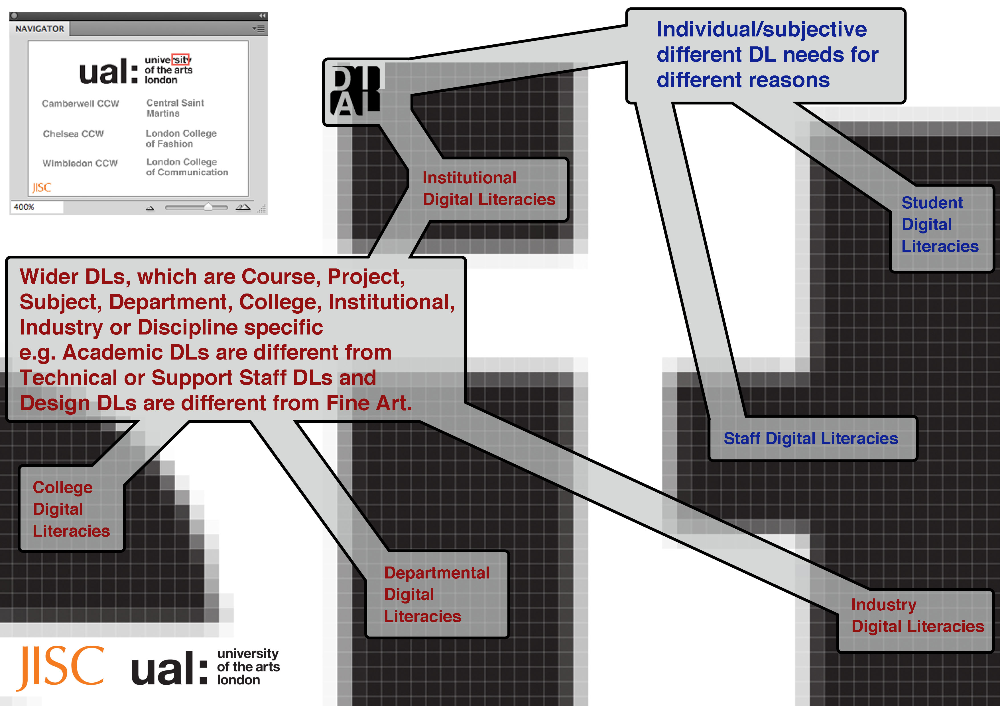 NAVIGATOR
ual:
university
of the arts
london
Camberwell CCW
Central Saint
Martins
Chelsea CCW
London College
of Fashion
Wimbledon CCW
London College
of Communication
JISC
400%
DIAL
Individual/subjective
different DL needs for
different reasons
Institutional
Digital Literacies
Student
Digital
Literacies
Wider DLs, which are Course, Project,
Subject, Department, College, Institutional,
Industry or Discipline specific
e.g. Academic DLs are different from
Technical or Support Staff DLs and
Design DLs are different from Fine Art.
Staff Digital Literacies
College
Digital
Literacies
Departmental
Digital
Literacies
Industry
Digital Literacies
JISC
ual:
university
of the arts
london